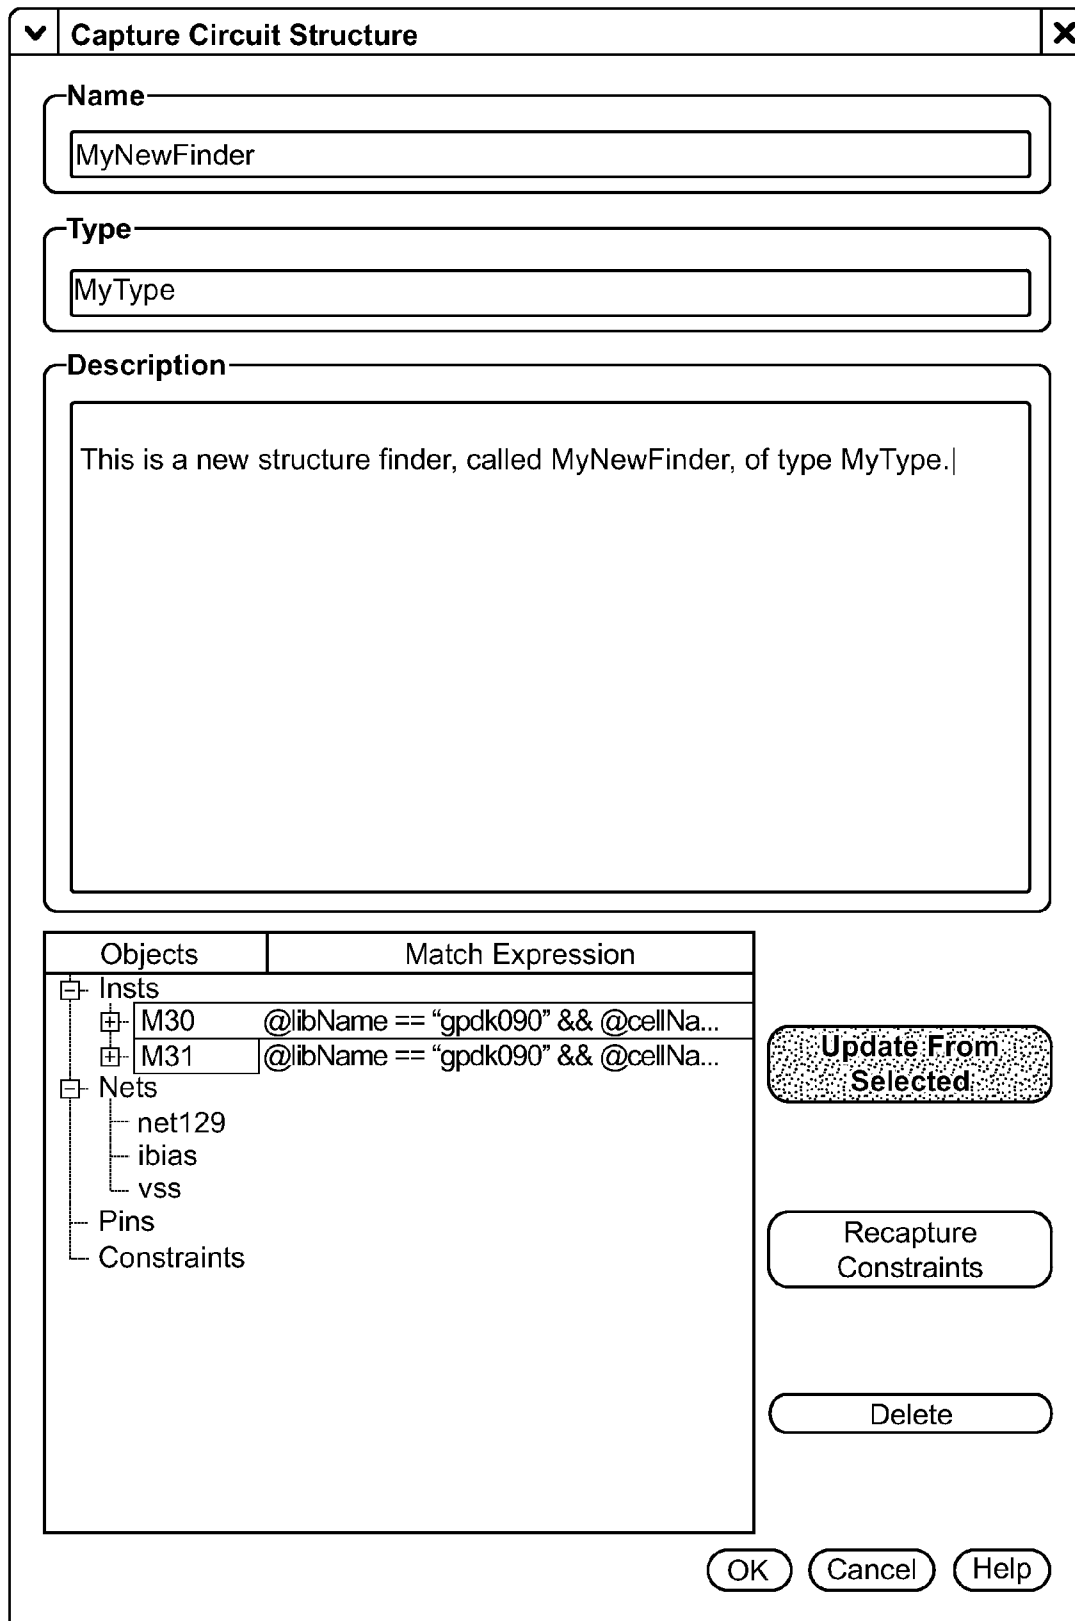 Capture Circuit Structure
Name
MyNewFinder
Type
MyType
Description
This is a new structure finder, called MyNewFinder, of type MyType.
Objects Match Expression
Insts
M30 @libName == “gpdk090” && @cellNa...
M31 @libName == “gpdk090” && @cellNa...
Nets
net129
ibias
vss
Pins
Constraints
Update From
Selected
Recapture
Constraints
Delete
OK Cancel Help